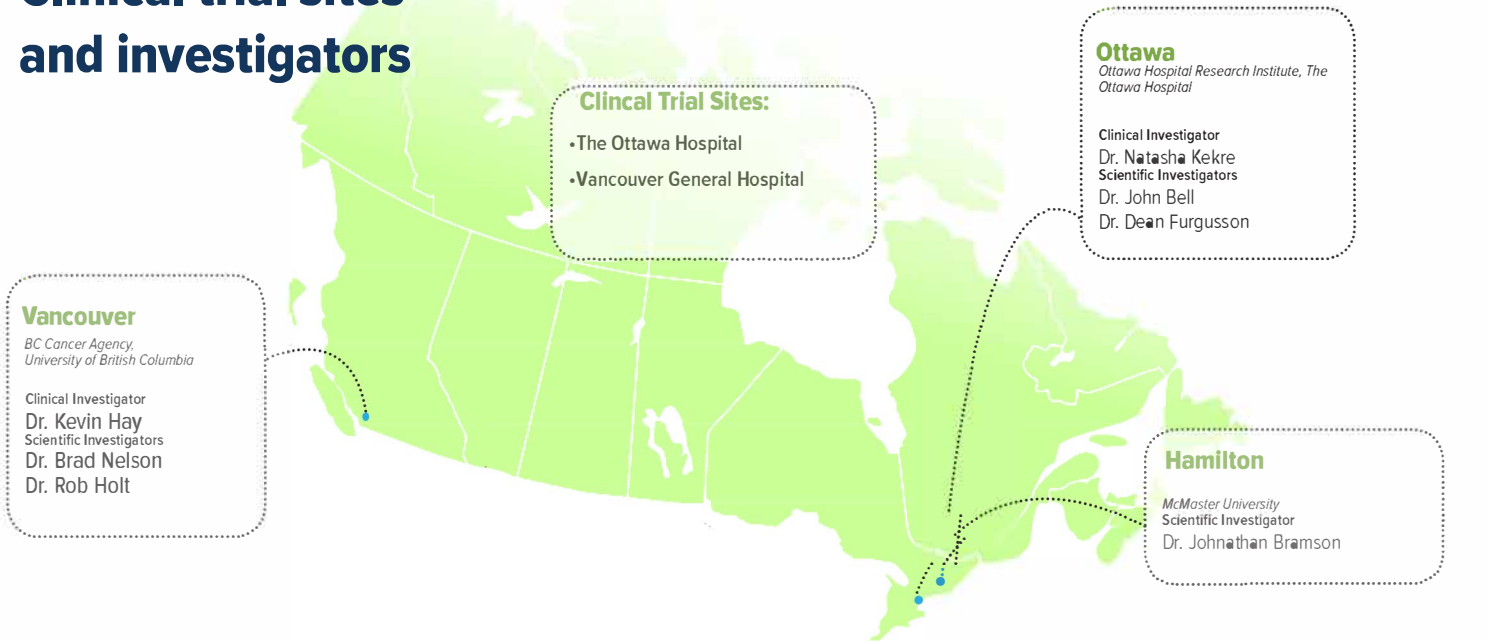 Clinical trial sites
and investigators
Clincal Trial Sites:
•The Ottawa Hospital
•Vancouver General Hospital
Ottawa
Ottawa Hospital Research Institute, The
Ottawa Hospital
Clinical Investigator
Dr. Natasha Kekre
Scientific Investigators
Dr. John Bell
Dr. Dean Furgusson
Vancouver
BC Cancer Agency,
University of British Columbia
Clinical Investigator
Dr. Kevin Hay
Scientific Investigators
Dr. Brad Nelson
Dr. Rob Holt
Hamilton
McMaster University
Scientific Investigator
Dr. Johnathan Bramson